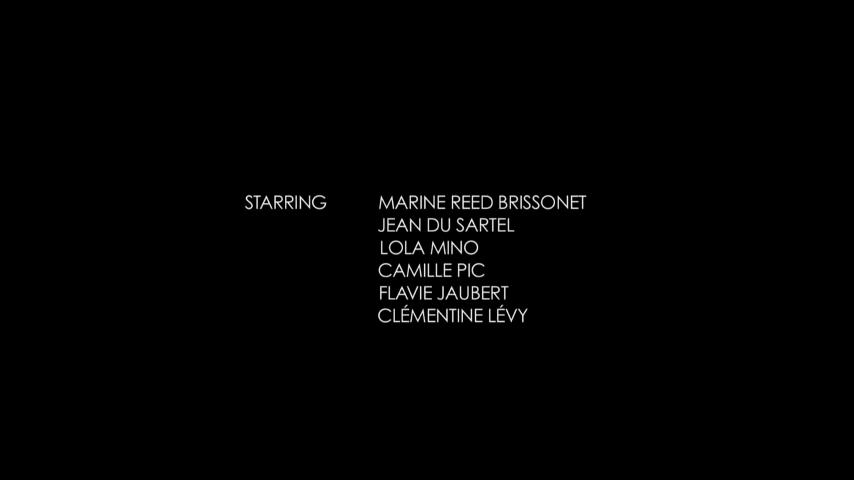 STARRING MARINE REED BRISSONET
JEAN DU SARTEL
LOLA MINO
CAMILLE PIC
FLAVIE JAUBERT
CLÉMENTINE LÉVY